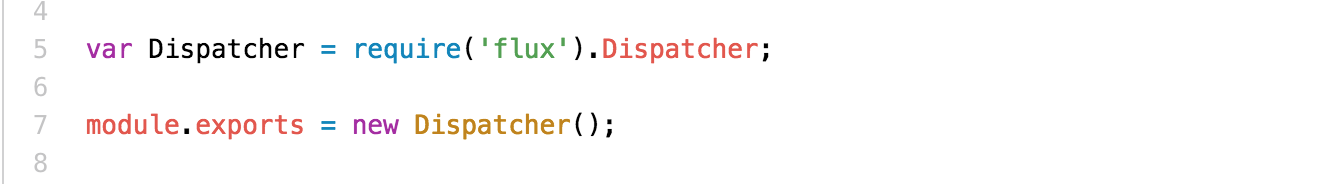 4
5 var Dispatcher = require('flux').Dispatcher;
6
7 module.exports = new Dispatcher();
8